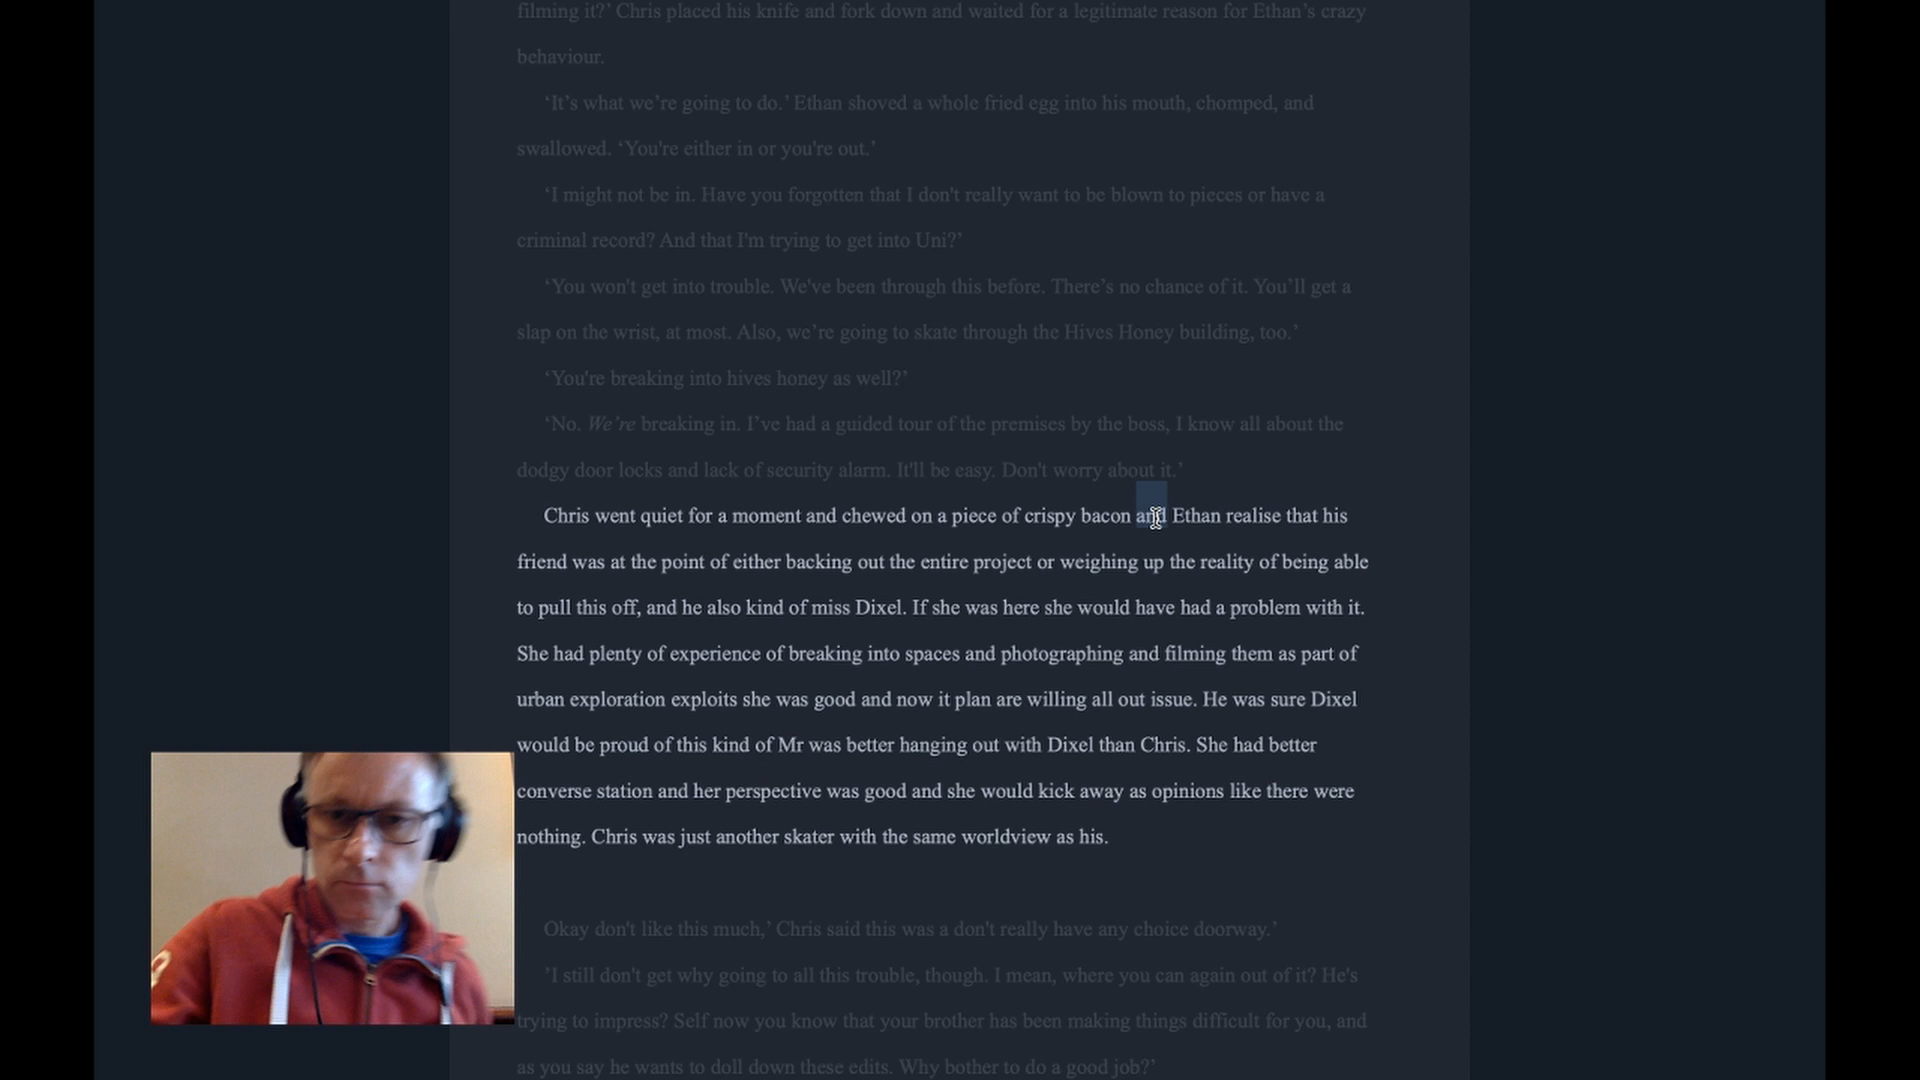 filming it?’ Chris placed his knife and fork down and waited for a legitimate reason for Ethan’s crazy
behaviour.
‘It’s what we’re going to do.’ Ethan shoved a whole fried egg into his mouth, chomped, and
swallowed. ‘You're either in or you're out.’
‘I might not be in. Have you forgotten that I don't really want to be blown to pieces or have a
criminal record? And that I'm trying to get into Uni?’
‘You won't get into trouble. We've been through this before. There’s no chance of it. You’ll get a
slap on the wrist, at most. Also, we’re going to skate through the Hives Honey building, too.’
‘You're breaking into hives honey as well?’
‘No. We’re breaking in. I’ve had a guided tour of the premises by the boss, I know all about the
dodgy door locks and lack of security alarm. It'll be easy. Don't worry about it.’
Chris went quiet for a moment and chewed on a piece of crispy bacon and Ethan realise that his
friend was at the point of either backing out the entire project or weighing up the reality of being able
to pull this off, and he also kind of miss Dixel. If she was here she would have had a problem with it.
She had plenty of experience of breaking into spaces and photographing and filming them as part of
urban exploration exploits she was good and now it plan are willing all out issue. He was sure Dixel
would be proud of this kind of Mr was better hanging out with Dixel than Chris. She had better
converse station and her perspective was good and she would kick away as opinions like there were
nothing. Chris was just another skater with the same worldview as his.
Okay don't like this much,’ Chris said this was a don't really have any choice doorway.’
’I still don't get why going to all this trouble, though. I mean, where you can again out of it? He's
trying to impress? Self now you know that your brother has been making things difficult for you, and
as you say he wants to doll down these edits. Why bother to do a good job?’